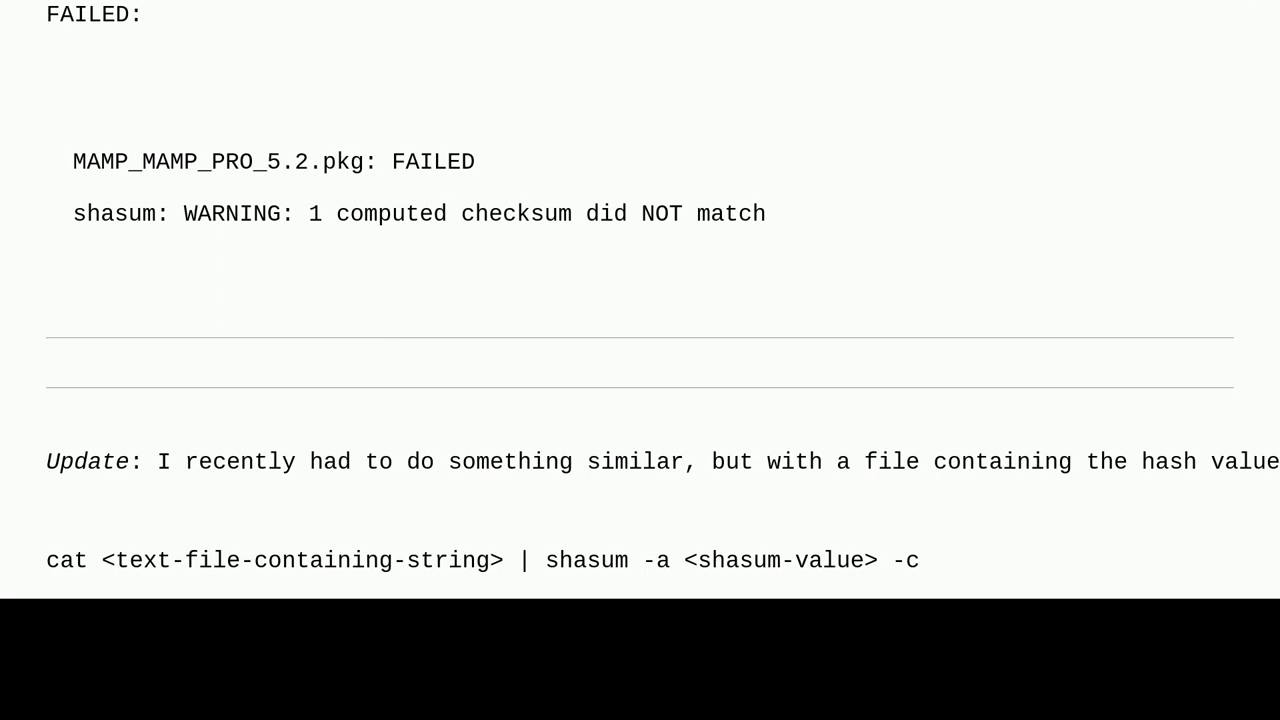 FAILED:
MAMP_MAMP_PRO_5.2.pkg: FAILED
shasum: WARNING: 1 computed checksum did NOT match
Update: I recently had to do something similar, but with a file containing the hash value
cat <text-file-containing-string> | shasum -a <shasum-value> -c